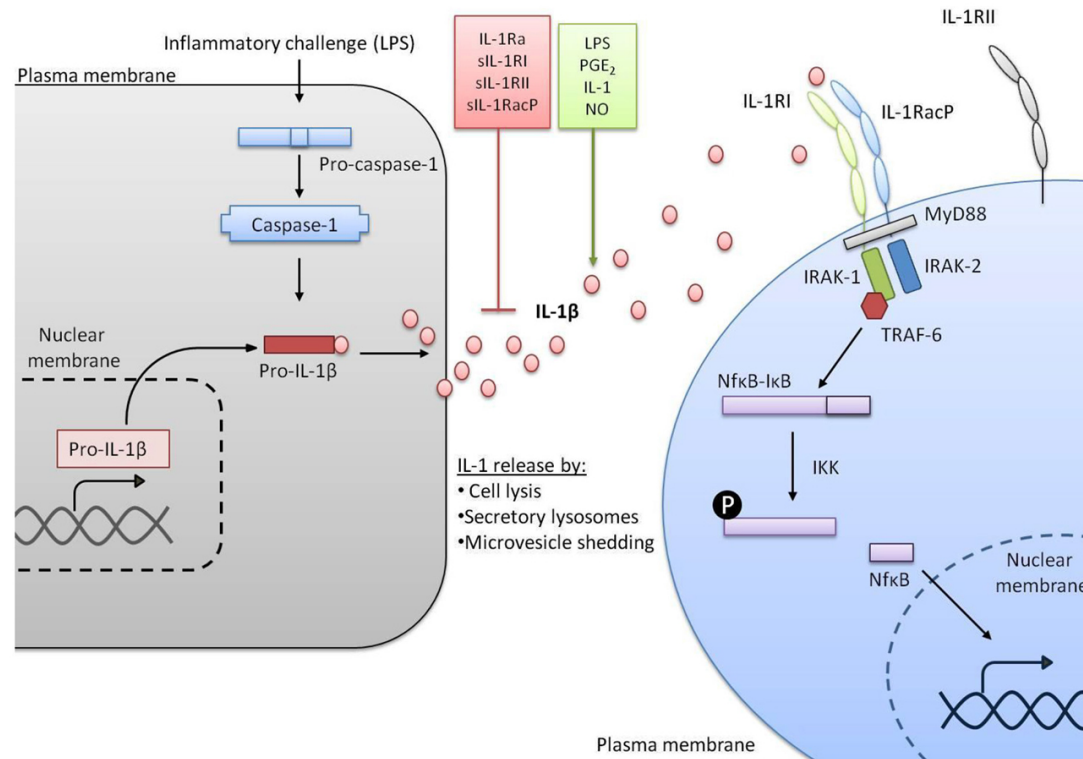 Inflammatory challenge (LPS)
Plasma membrane
Pro-caspase-1
Caspase-1
Nuclear
membrane
Pro-IL-1β
Pro-IL-1β
IL-1Ra
sIL-1RI
sIL-1RII
sIL-1RacP
LPS
PGE₂
IL-1
NO
IL-1β
IL-1 release by:
• Cell lysis
•Secretory lysosomes
•Microvesicle shedding
IL-1RII
IL-1RI
IL-1RacP
MyD88
IRAK-1
IRAK-2
TRAF-6
NfκB-IκB
IKK
P
NfκB
Nuclear
membrane
Plasma membrane